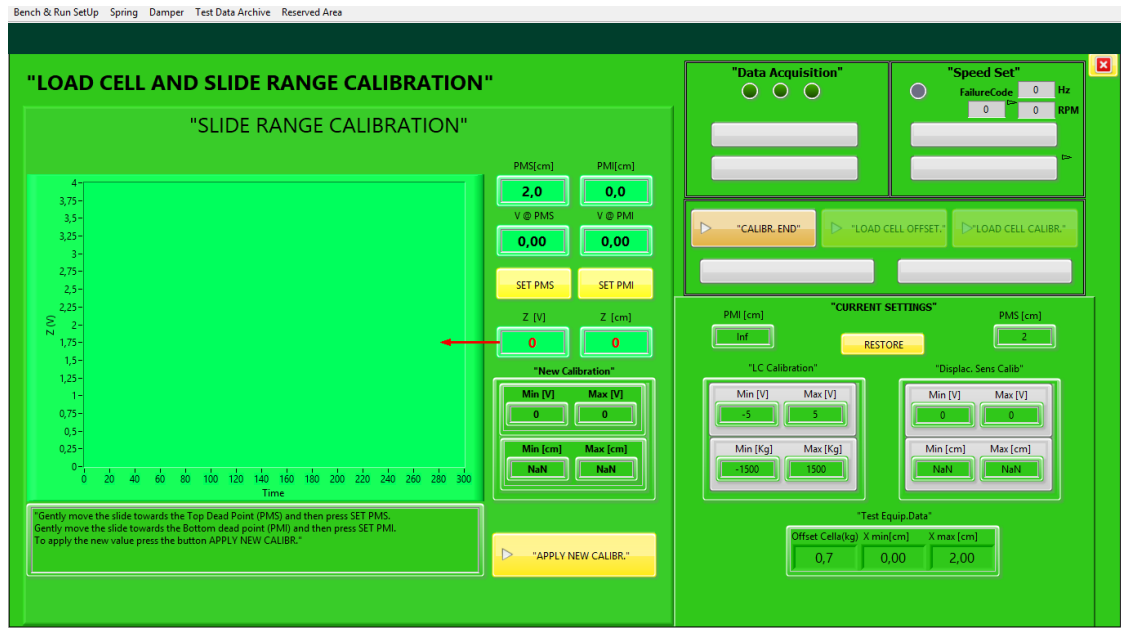 Bench & Run SetUp Spring Damper Test Data Archive Reserved Area
"LOAD CELL AND SLIDE RANGE CALIBRATION"
"SLIDE RANGE CALIBRATION"
PMS[cm] PMI[cm]
2,0 0,0
V @ PMS V @ PMI
0,00 0,00
SET PMS SET PMI
Z [V] Z [cm]
0 0
"New Calibration"
Min [V] Max [V]
0 0
Min [cm] Max [cm]
NaN NaN
Z (V)
4
3,75
3,5
3,25
3
2,75
2,5
2,25
2
1,75
1,5
1,25
1
0,75
0,5
0,25
0
0 20 40 60 80 100 120 140 160 180 200 220 240 260 280 300
Time
"Gently move the slide towards the Top Dead Point (PMS) and then press SET PMS.
Gently move the slide towards the Bottom dead point (PMI) and then press SET PMI.
To apply the new value press the button APPLY NEW CALIBR."
"APPLY NEW CALIBR."
"Data Acquisition"
"Speed Set"
FailureCode 0 Hz
0 0 RPM
"CALIBR. END" "LOAD CELL OFFSET." "LOAD CELL CALIBR."
"CURRENT SETTINGS"
PMI [cm] PMS [cm]
Inf 2
RESTORE
"LC Calibration"
Min [V] Max [V]
-5 5
Min [Kg] Max [Kg]
-1500 1500
"Displac. Sens Calib"
Min [V] Max [V]
0 0
Min [cm] Max [cm]
NaN NaN
"Test Equip.Data"
Offset Cella(kg) X min[cm] X max [cm]
0,7 0,00 2,00